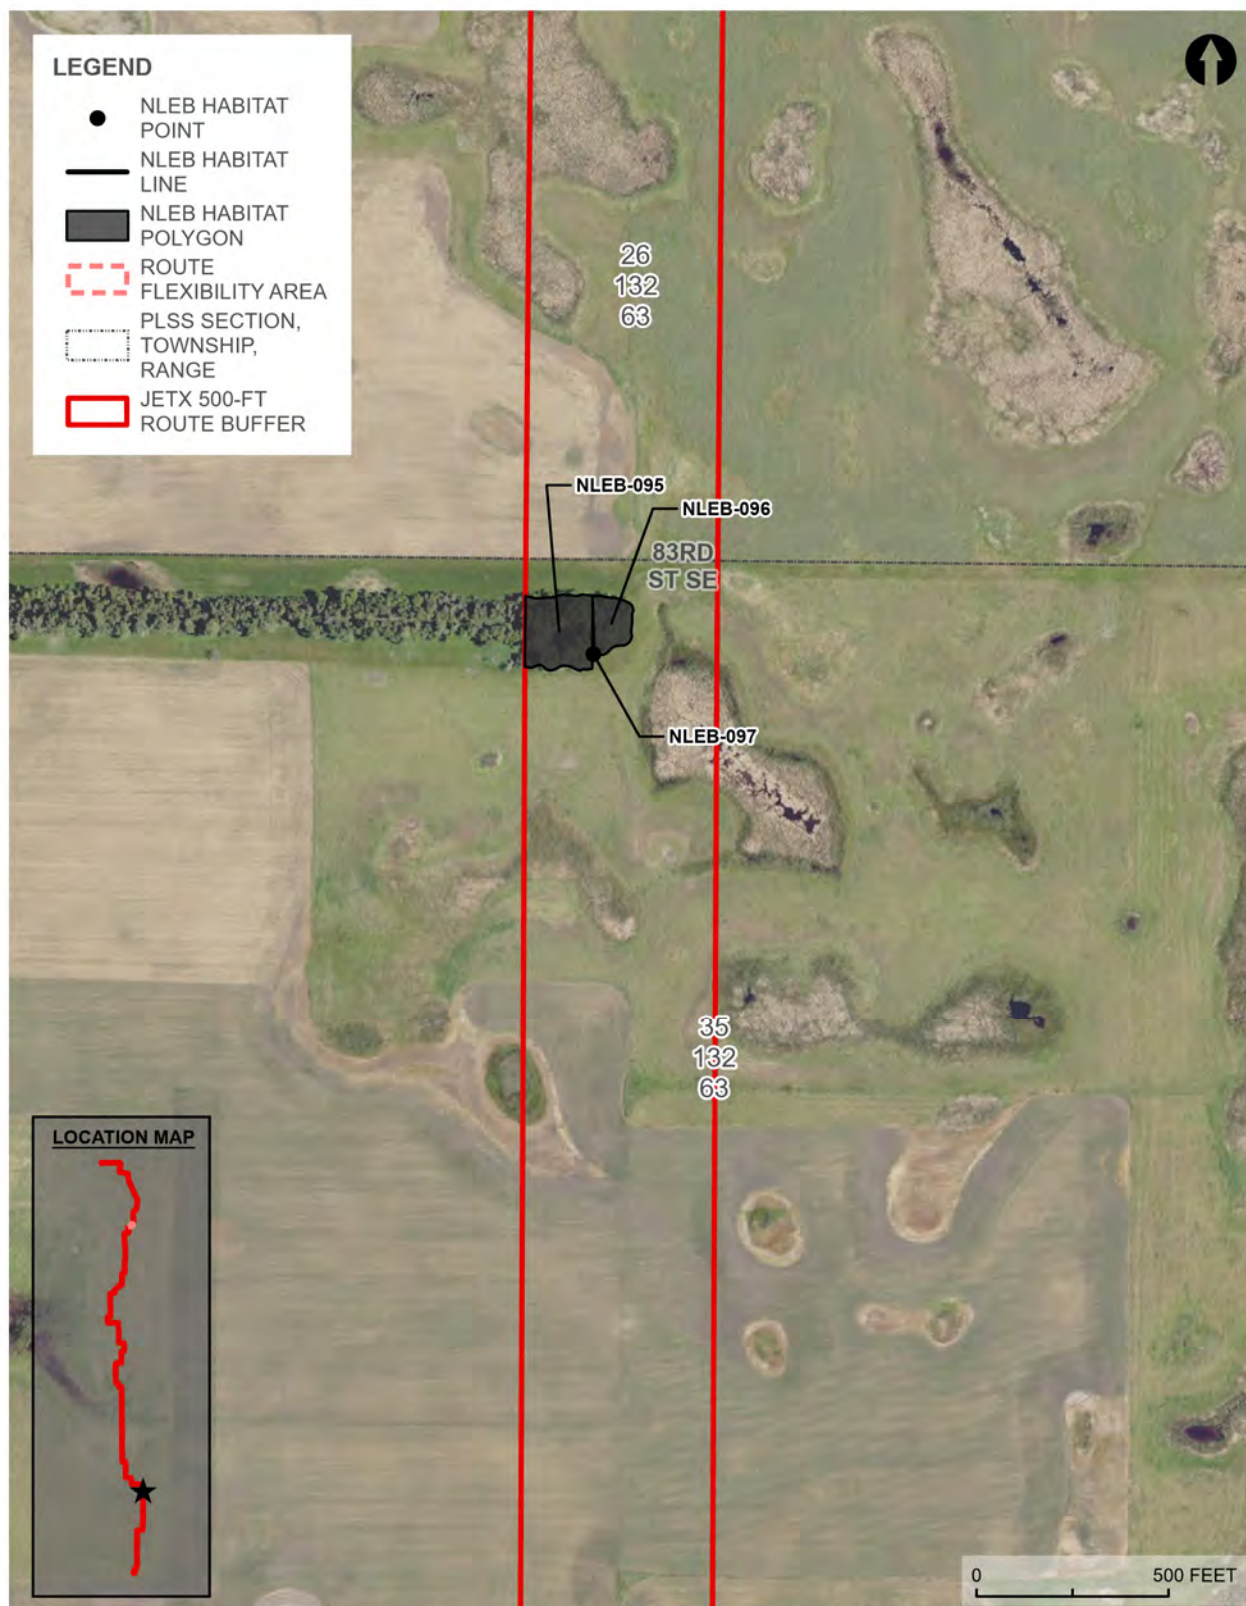 LEGEND
NLEB HABITAT
POINT
NLEB HABITAT
LINE
NLEB HABITAT
POLYGON
ROUTE
FLEXIBILITY AREA
PLSS SECTION,
TOWNSHIP,
RANGE
JETX 500-FT
ROUTE BUFFER
26
132
63
NLEB-095
NLEB-096
83RD
ST SE
NLEB-097
35
132
63
LOCATION MAP
0 500 FEET